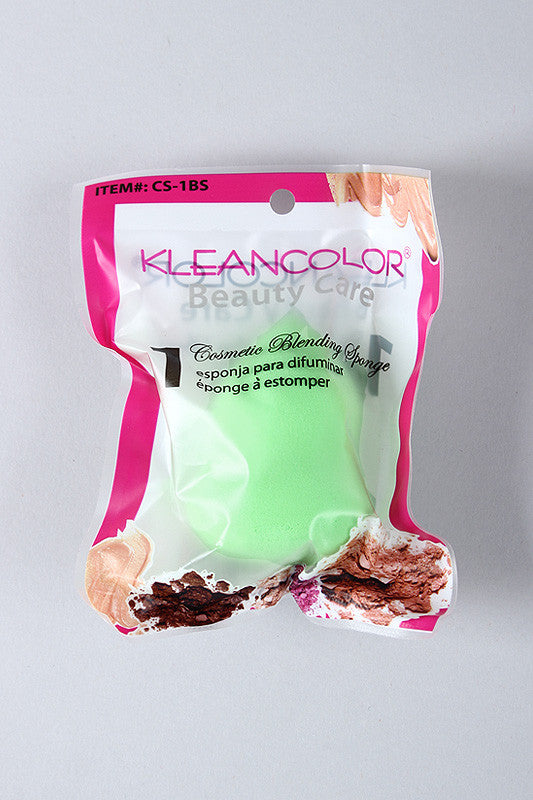 ITEM#: CS-1BS
KLEANCOLOR®
Beauty Care
1 Cosmetic Blending Sponge
esponja para difuminar
éponge à estomper